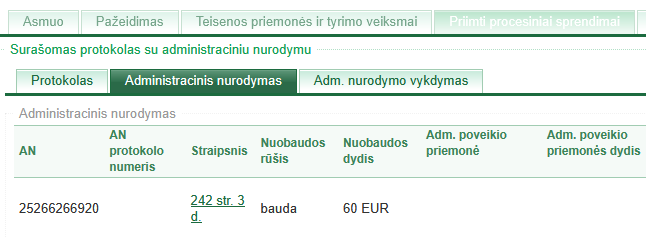 Asmuo Pažeidimas Teisenos priemonės ir tyrimo veiksmai Priimti procesiniai sprendimai
Surašomas protokolas su administraciniu nurodymu
Protokolas Administracinis nurodymas Adm. nurodymo vykdymas
Administracinis nurodymas
AN
AN
protokolo
numeris
Straipsnis
Nuobaudos
rūšis
Nuobaudos
dydis
Adm. poveikio
priemonė
Adm. poveikio
priemonės dydis
25266266920
242 str. 3
d.
bauda
60 EUR